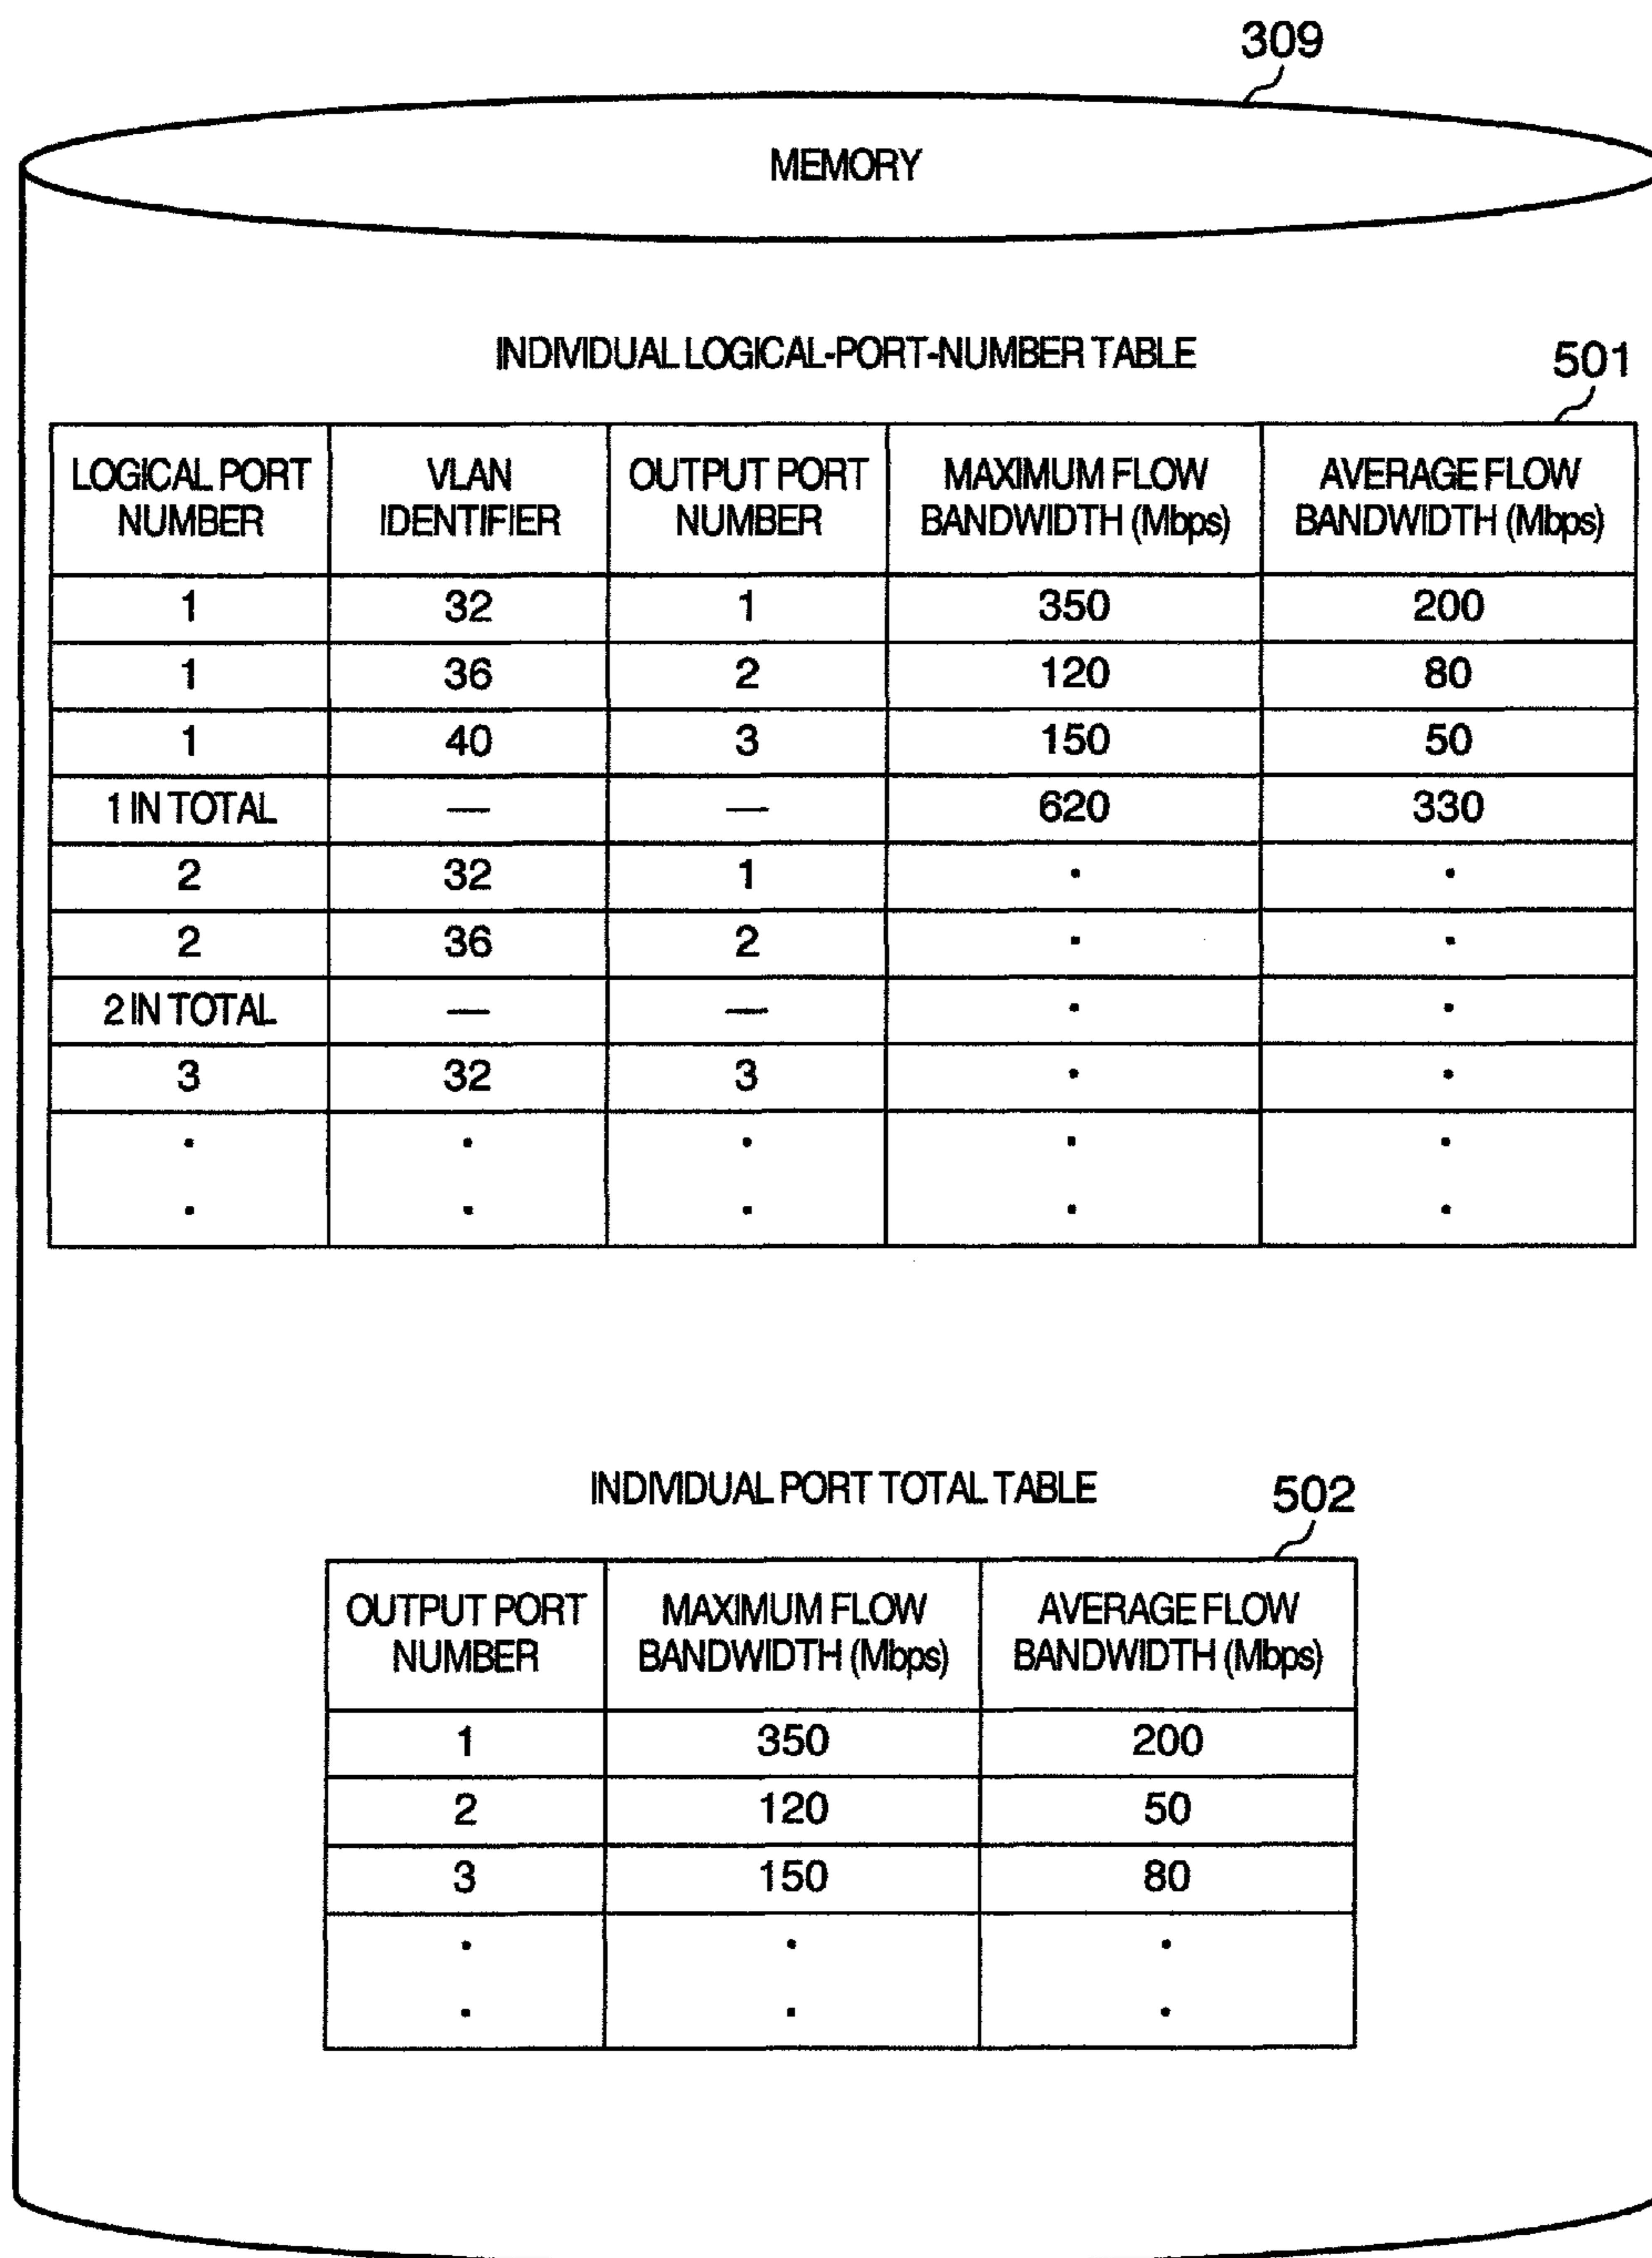 309
MEMORY
INDIVIDUAL LOGICAL-PORT-NUMBER TABLE
501
LOGICAL PORT NUMBER VLAN IDENTIFIER OUTPUT PORT NUMBER MAXIMUM FLOW BANDWIDTH (Mbps) AVERAGE FLOW BANDWIDTH (Mbps)
1 32 1 350 200
1 36 2 120 80
1 40 3 150 50
1 IN TOTAL — — 620 330
2 32 1 · ·
2 36 2 · ·
2 IN TOTAL — — · ·
3 32 3 · ·
· · · · ·
· · · · ·
INDIVIDUAL PORT TOTAL TABLE
502
OUTPUT PORT NUMBER MAXIMUM FLOW BANDWIDTH (Mbps) AVERAGE FLOW BANDWIDTH (Mbps)
1 350 200
2 120 50
3 150 80
· · ·
· · ·